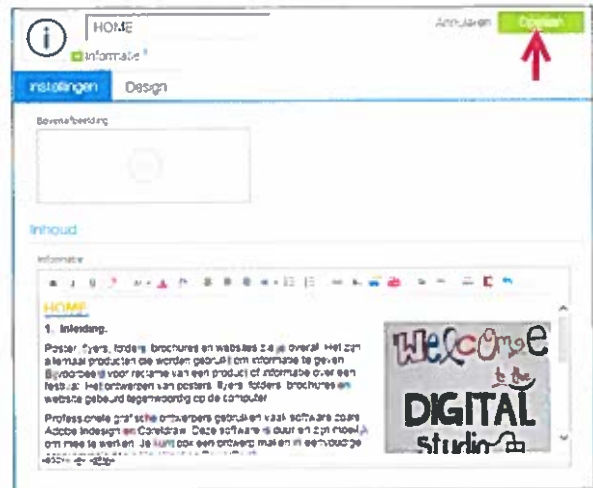 HOME
Annuleren Opslaan
Informatie
Instellingen Design
Bovenafbeelding
Inhoud
Informatie
HOME
1. Inleiding.
Poster, flyers, folders, brochures en websites zie je overal. Het zijn
allemaal producten die worden gebruikt om informatie te geven.
Bijvoorbeeld voor reclame van een product of informatie over een
festival. Het ontwerpen van posters, flyers, folders, brochures en
website gebeurd tegenwoordig op de computer.
Professionele grafische ontwerpers gebruiken vaak software zoals
Adobe Indesign en Coreldraw. Deze software is duur en zijn moeilijk
om mee te werken. Je kunt ook een ontwerp maken in eenvoudige
Welcome
to the
DIGITAL
studio